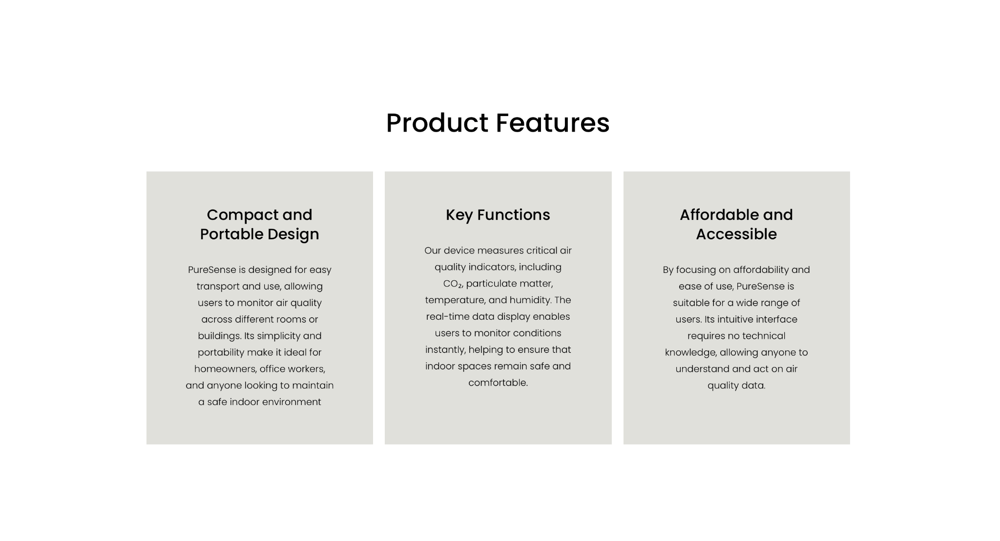 Product Features
Compact and
Portable Design
PureSense is designed for easy
transport and use, allowing
users to monitor air quality
across different rooms or
buildings. Its simplicity and
portability make it ideal for
homeowners, office workers,
and anyone looking to maintain
a safe indoor environment
Key Functions
Our device measures critical air
quality indicators, including
CO₂, particulate matter,
temperature, and humidity. The
real-time data display enables
users to monitor conditions
instantly, helping to ensure that
indoor spaces remain safe and
comfortable.
Affordable and
Accessible
By focusing on affordability and
ease of use, PureSense is
suitable for a wide range of
users. Its intuitive interface
requires no technical
knowledge, allowing anyone to
understand and act on air
quality data.